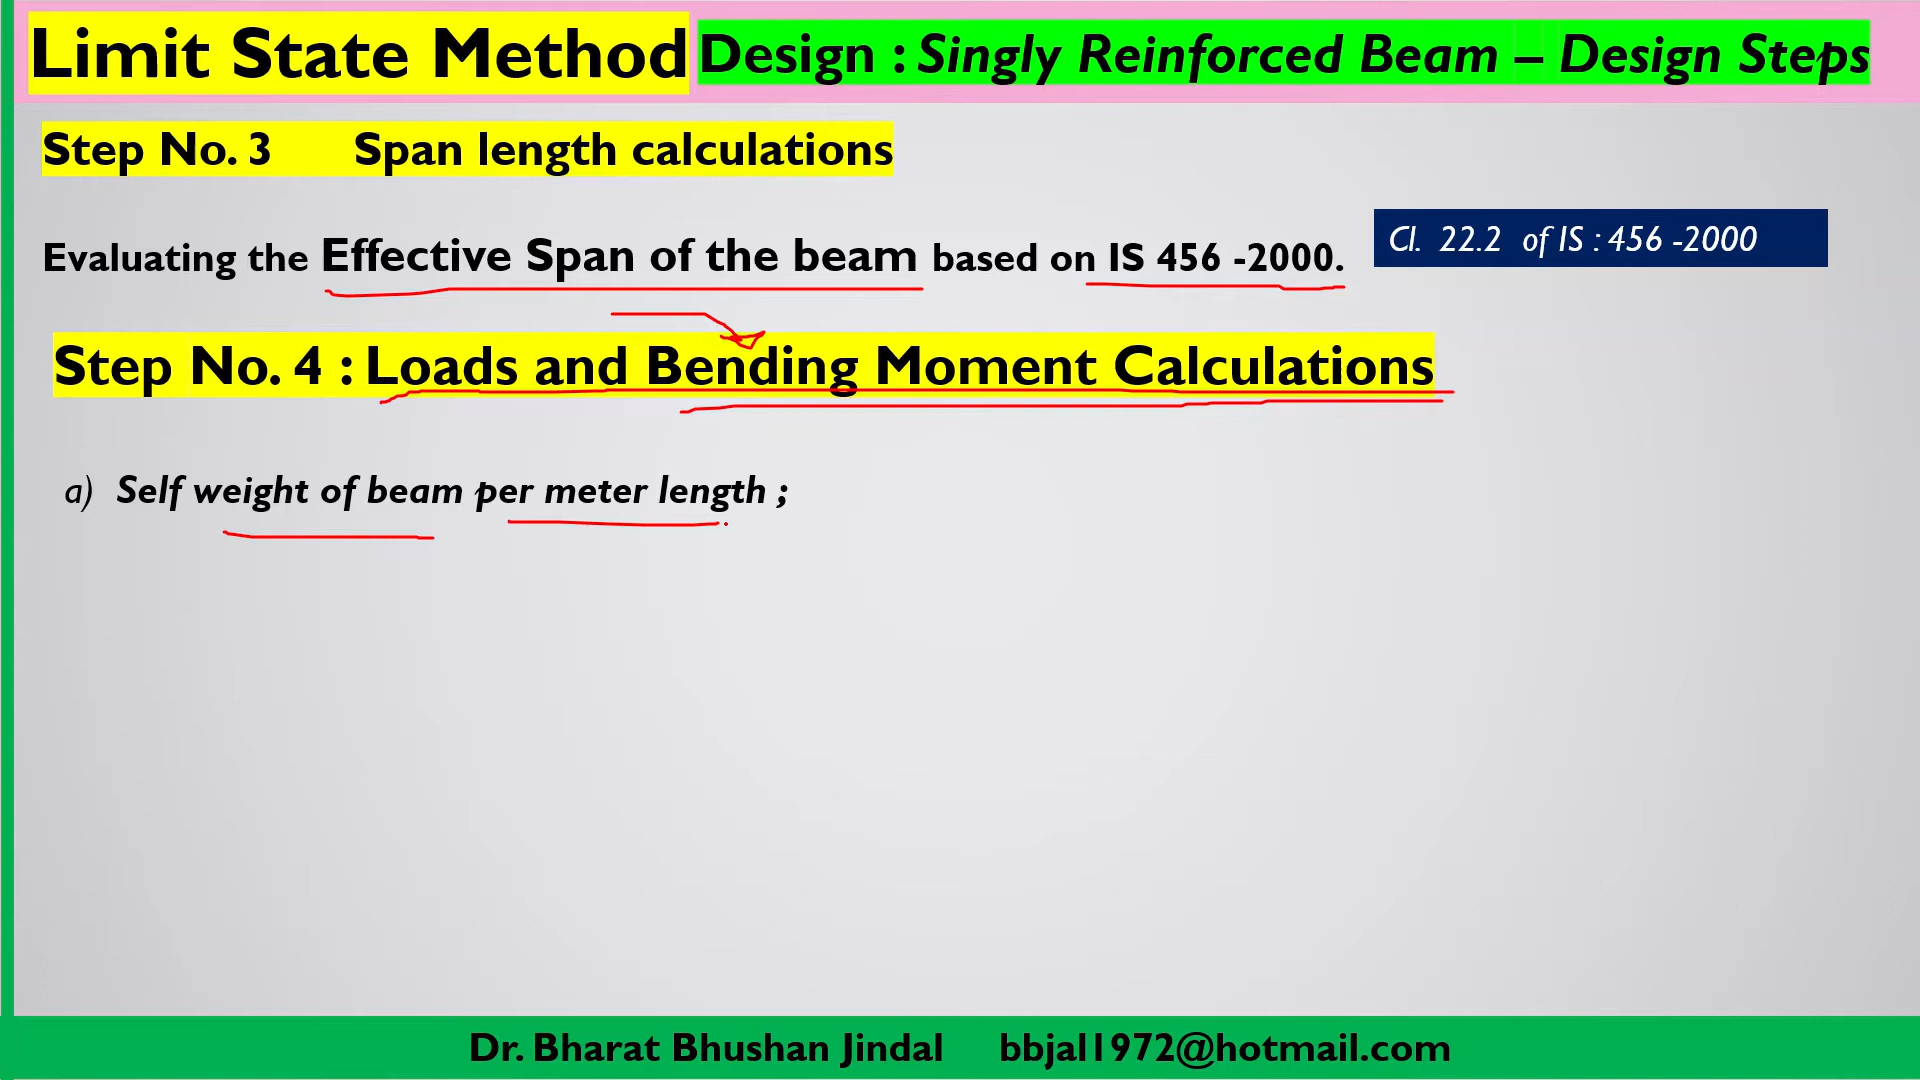 Limit State Method Design : Singly Reinforced Beam – Design Steps
Step No. 3 Span length calculations
Evaluating the Effective Span of the beam based on IS 456 -2000.
Cl. 22.2 of IS : 456 -2000
Step No. 4 : Loads and Bending Moment Calculations
a) Self weight of beam per meter length ;
Dr. Bharat Bhushan Jindal bbjal1972@hotmail.com